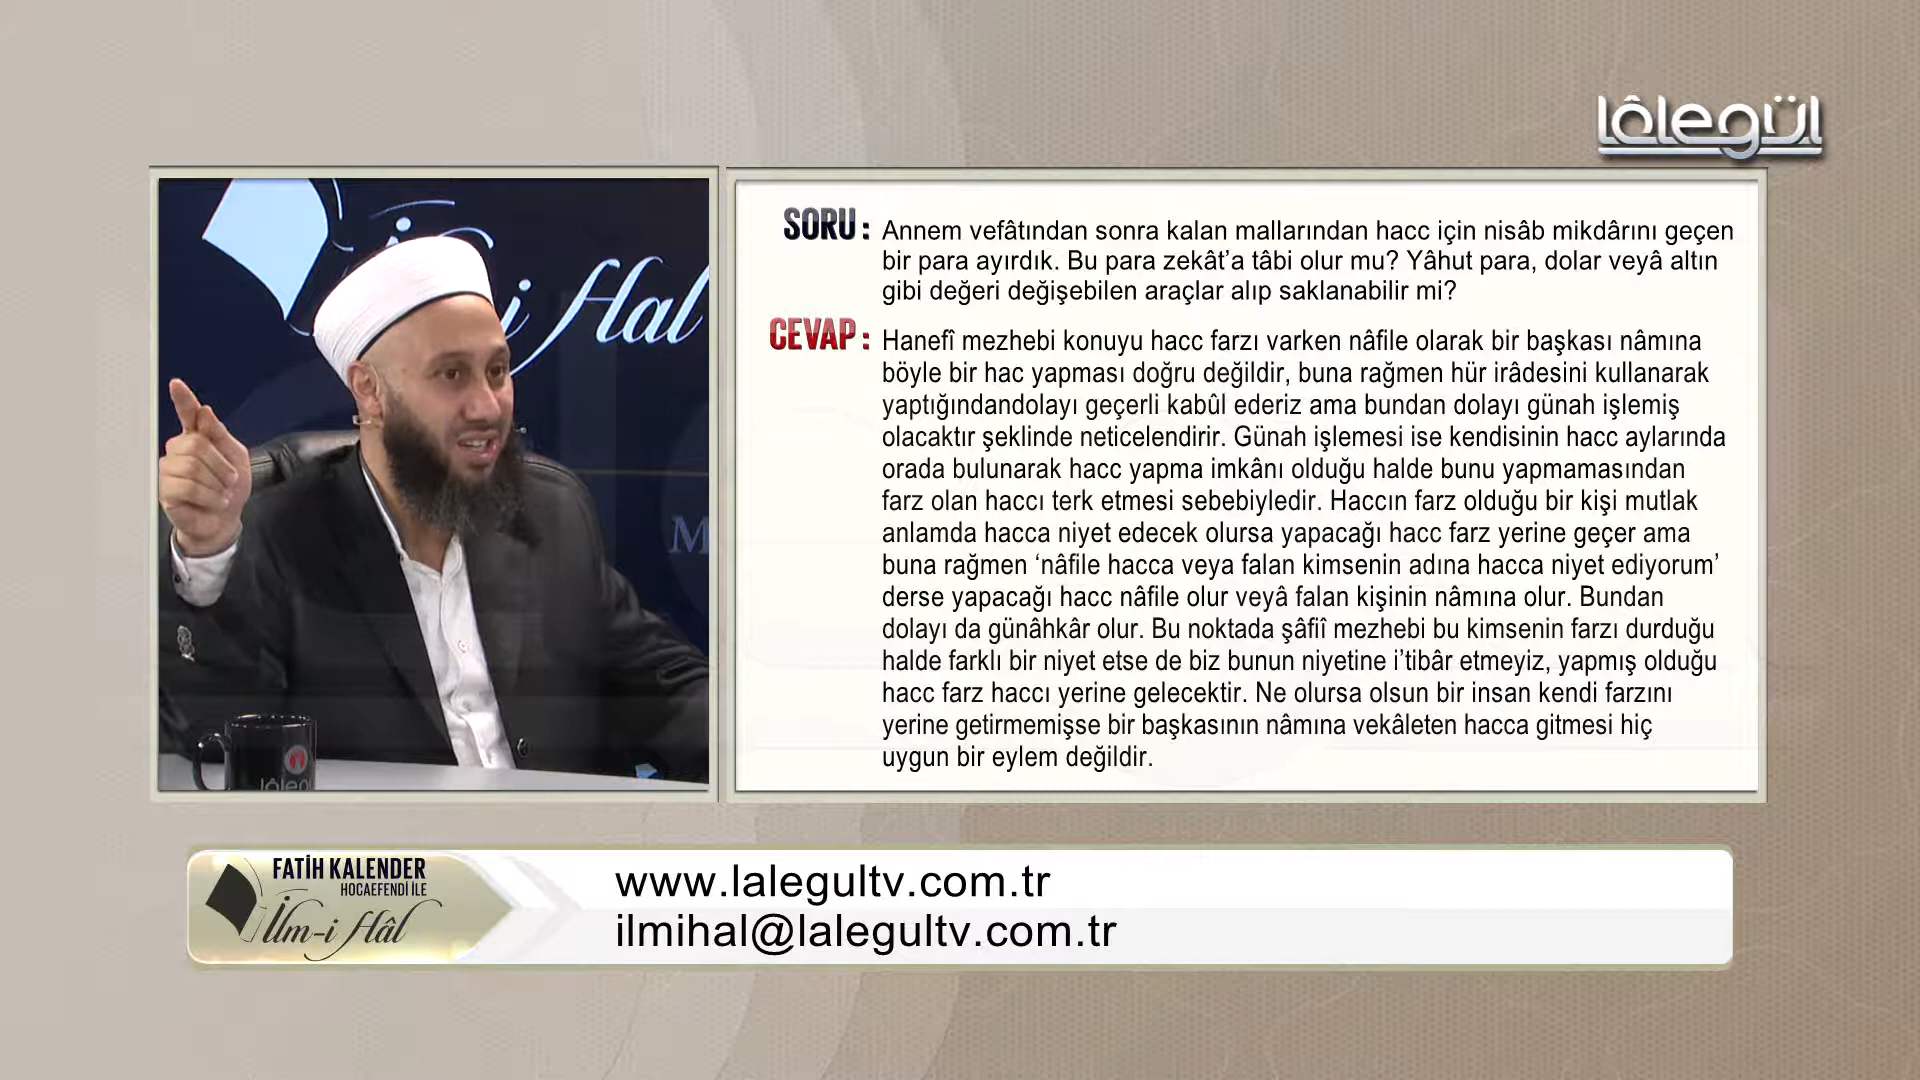 lâlegül
i-i Hâl
M
lâlegü
SORU : Annem vefâtından sonra kalan mallarından hacc için nisâb mikdârını geçen
bir para ayırdık. Bu para zekât’a tâbi olur mu? Yâhut para, dolar veyâ altın
gibi değeri değişebilen araçlar alıp saklanabilir mi?
CEVAP : Hanefî mezhebi konuyu hacc farzı varken nâfile olarak bir başkası nâmına
böyle bir hac yapması doğru değildir, buna rağmen hür irâdesini kullanarak
yaptığındandolayı geçerli kabûl ederiz ama bundan dolayı günah işlemiş
olacaktır şeklinde neticelendirir. Günah işlemesi ise kendisinin hacc aylarında
orada bulunarak hacc yapma imkânı olduğu halde bunu yapmamasından
farz olan haccı terk etmesi sebebiyledir. Haccın farz olduğu bir kişi mutlak
anlamda hacca niyet edecek olursa yapacağı hacc farz yerine geçer ama
buna rağmen ‘nâfile hacca veya falan kimsenin adına hacca niyet ediyorum’
derse yapacağı hacc nâfile olur veyâ falan kişinin nâmına olur. Bundan
dolayı da günâhkâr olur. Bu noktada şâfiî mezhebi bu kimsenin farzı durduğu
halde farklı bir niyet etse de biz bunun niyetine i’tibâr etmeyiz, yapmış olduğu
hacc farz haccı yerine gelecektir. Ne olursa olsun bir insan kendi farzını
yerine getirmemişse bir başkasının nâmına vekâleten hacca gitmesi hiç
uygun bir eylem değildir.
FATİH KALENDER
HOCAEFENDİ İLE
İlm-i Hâl
www.lalegultv.com.tr
ilmihal@lalegultv.com.tr